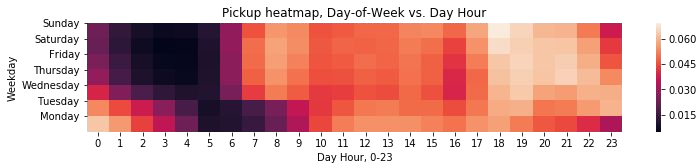 Pickup heatmap, Day-of-Week vs. Day Hour
Sunday
Saturday
Friday
Thursday
Wednesday
Tuesday
Monday
Weekday
0 1 2 3 4 5 6 7 8 9 10 11 12 13 14 15 16 17 18 19 20 21 22 23
Day Hour, 0-23
0.060
0.045
0.030
0.015